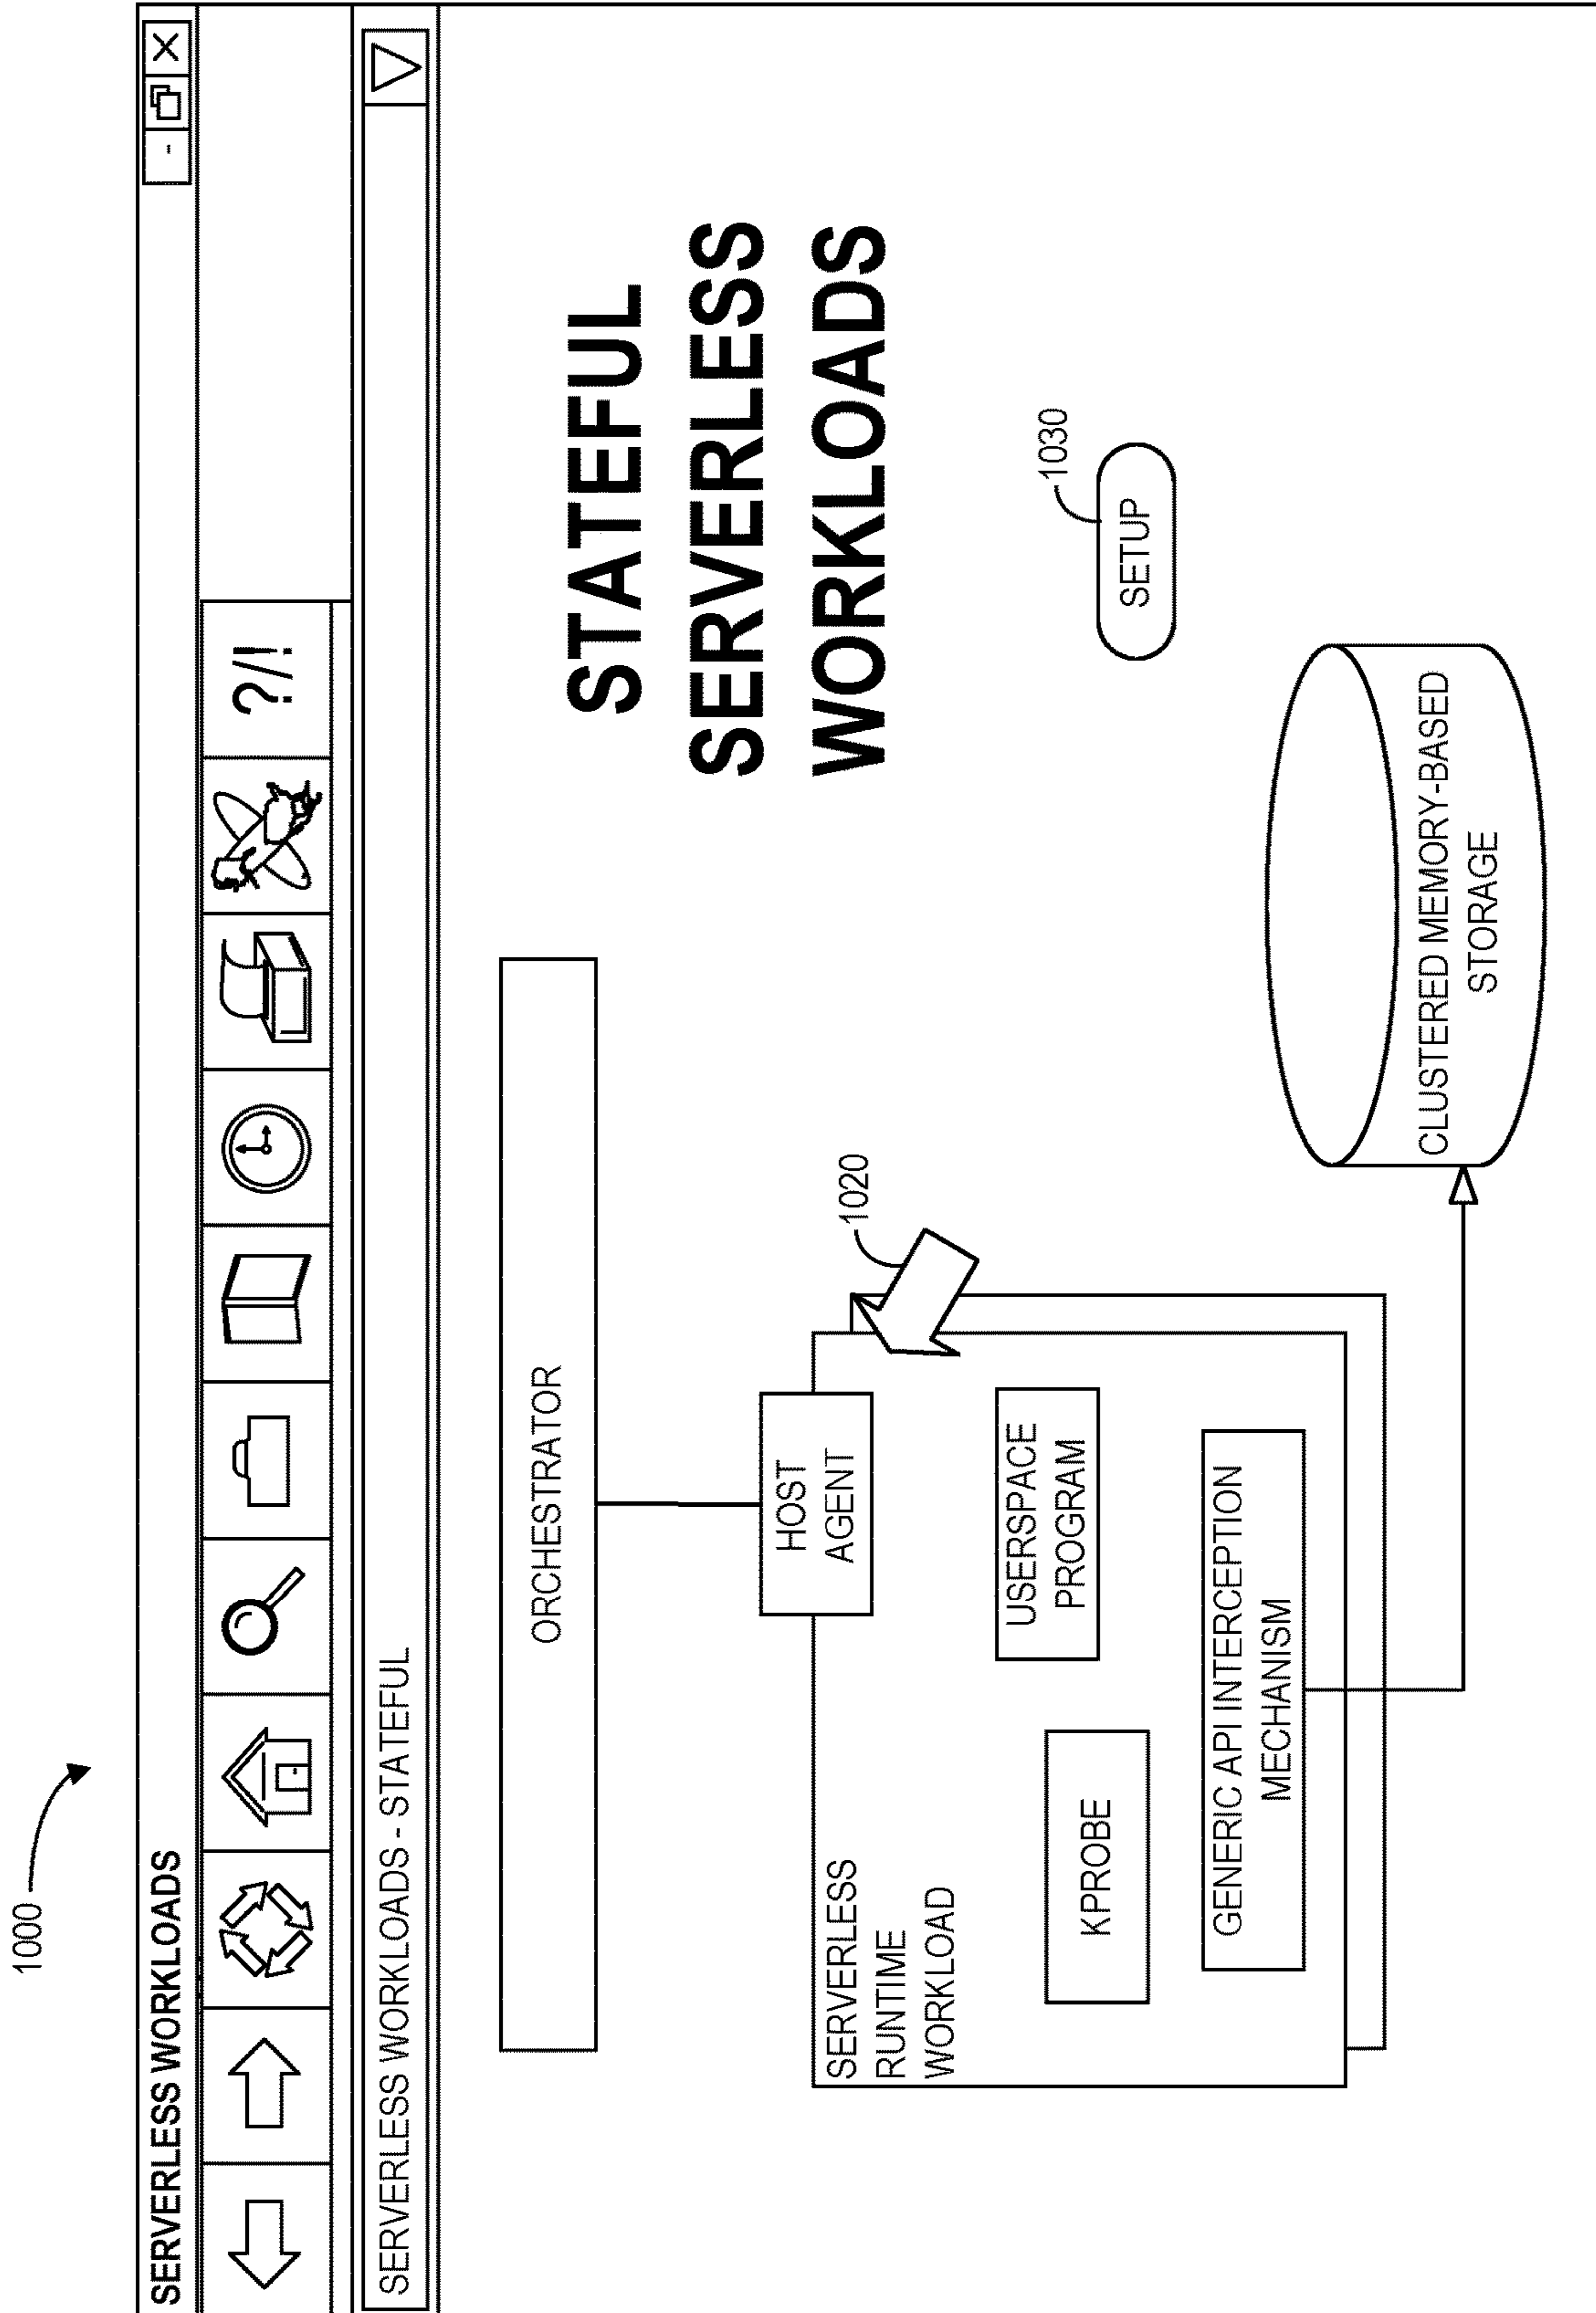 1000
SERVERLESS WORKLOADS
- X
?/!
SERVERLESS WORKLOADS - STATEFUL
ORCHESTRATOR
STATEFUL
SERVERLESS
WORKLOADS
HOST
AGENT
1020
SERVERLESS
RUNTIME
WORKLOAD
USERSPACE
PROGRAM
KPROBE
GENERIC API INTERCEPTION
MECHANISM
1030
SETUP
CLUSTERED MEMORY-BASED
STORAGE